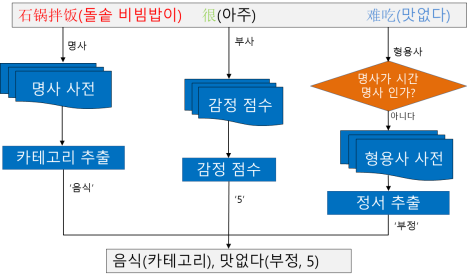 石锅拌饭(돌솥 비빔밥이) 很(아주) 难吃(맛없다)
명사 부사 형용사
명사 사전
감정 점수
명사가 시간
명사 인가?
아니다
카테고리 추출
감정 점수
형용사 사전
'음식'
'5'
정서 추출
'부정'
음식(카테고리), 맛없다(부정, 5)